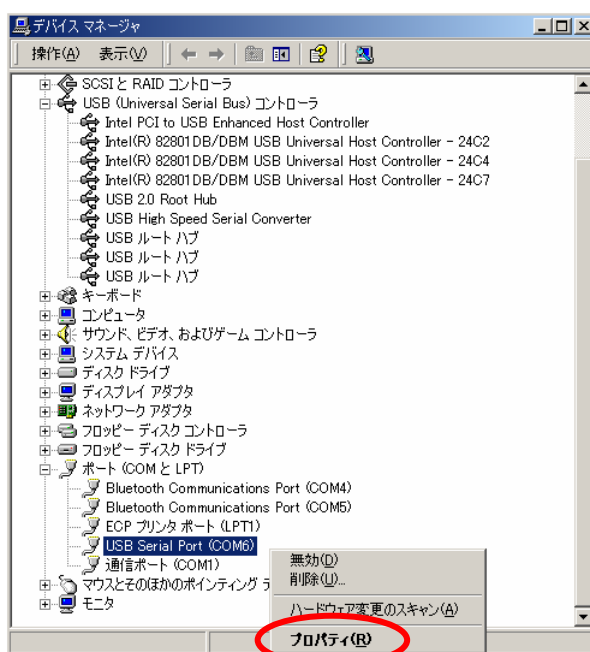 デバイス マネージャ
操作(A) 表示(V)
SCSI と RAID コントローラ
USB (Universal Serial Bus) コントローラ
Intel PCI to USB Enhanced Host Controller
Intel(R) 82801DB/DBM USB Universal Host Controller - 24C2
Intel(R) 82801DB/DBM USB Universal Host Controller - 24C4
Intel(R) 82801DB/DBM USB Universal Host Controller - 24C7
USB 2.0 Root Hub
USB High Speed Serial Converter
USB ルート ハブ
USB ルート ハブ
USB ルート ハブ
キーボード
コンピュータ
サウンド、ビデオ、およびゲーム コントローラ
システム デバイス
ディスク ドライブ
ディスプレイ アダプタ
ネットワーク アダプタ
フロッピー ディスク コントローラ
フロッピー ディスク ドライブ
ポート (COM と LPT)
Bluetooth Communications Port (COM4)
Bluetooth Communications Port (COM5)
ECP プリンタ ポート (LPT1)
USB Serial Port (COM6)
通信ポート (COM1)
マウスとそのほかのポインティング デ
モニタ
無効(D)
削除(U)...
ハードウェア変更のスキャン(A)
プロパティ(R)